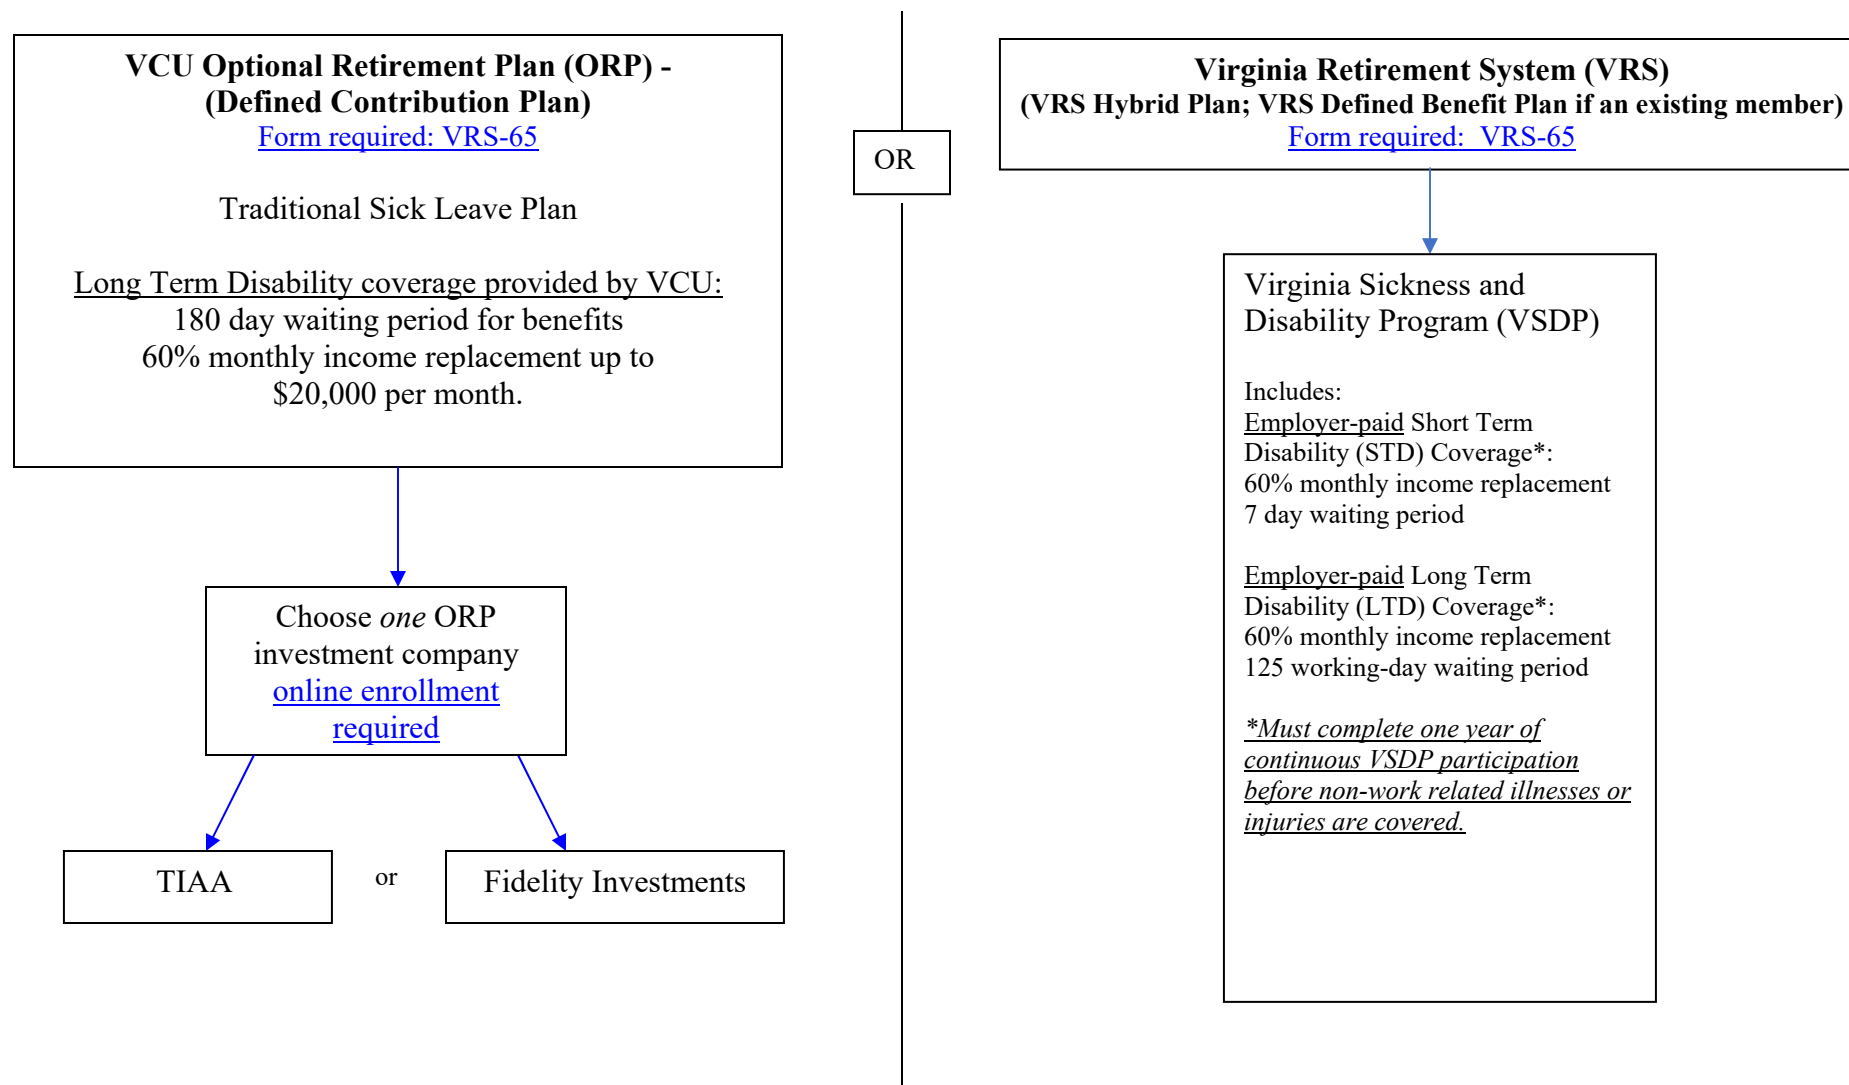 VCU Optional Retirement Plan (ORP) -
(Defined Contribution Plan)
Form required: VRS-65
Traditional Sick Leave Plan
Long Term Disability coverage provided by VCU:
180 day waiting period for benefits
60% monthly income replacement up to
$20,000 per month.
Choose one ORP
investment company
online enrollment
required
TIAA
or
Fidelity Investments
OR
Virginia Retirement System (VRS)
(VRS Hybrid Plan; VRS Defined Benefit Plan if an existing member)
Form required:  VRS-65
Virginia Sickness and
Disability Program (VSDP)
Includes:
Employer-paid Short Term
Disability (STD) Coverage*:
60% monthly income replacement
7 day waiting period
Employer-paid Long Term
Disability (LTD) Coverage*:
60% monthly income replacement
125 working-day waiting period
*Must complete one year of
continuous VSDP participation
before non-work related illnesses or
injuries are covered.